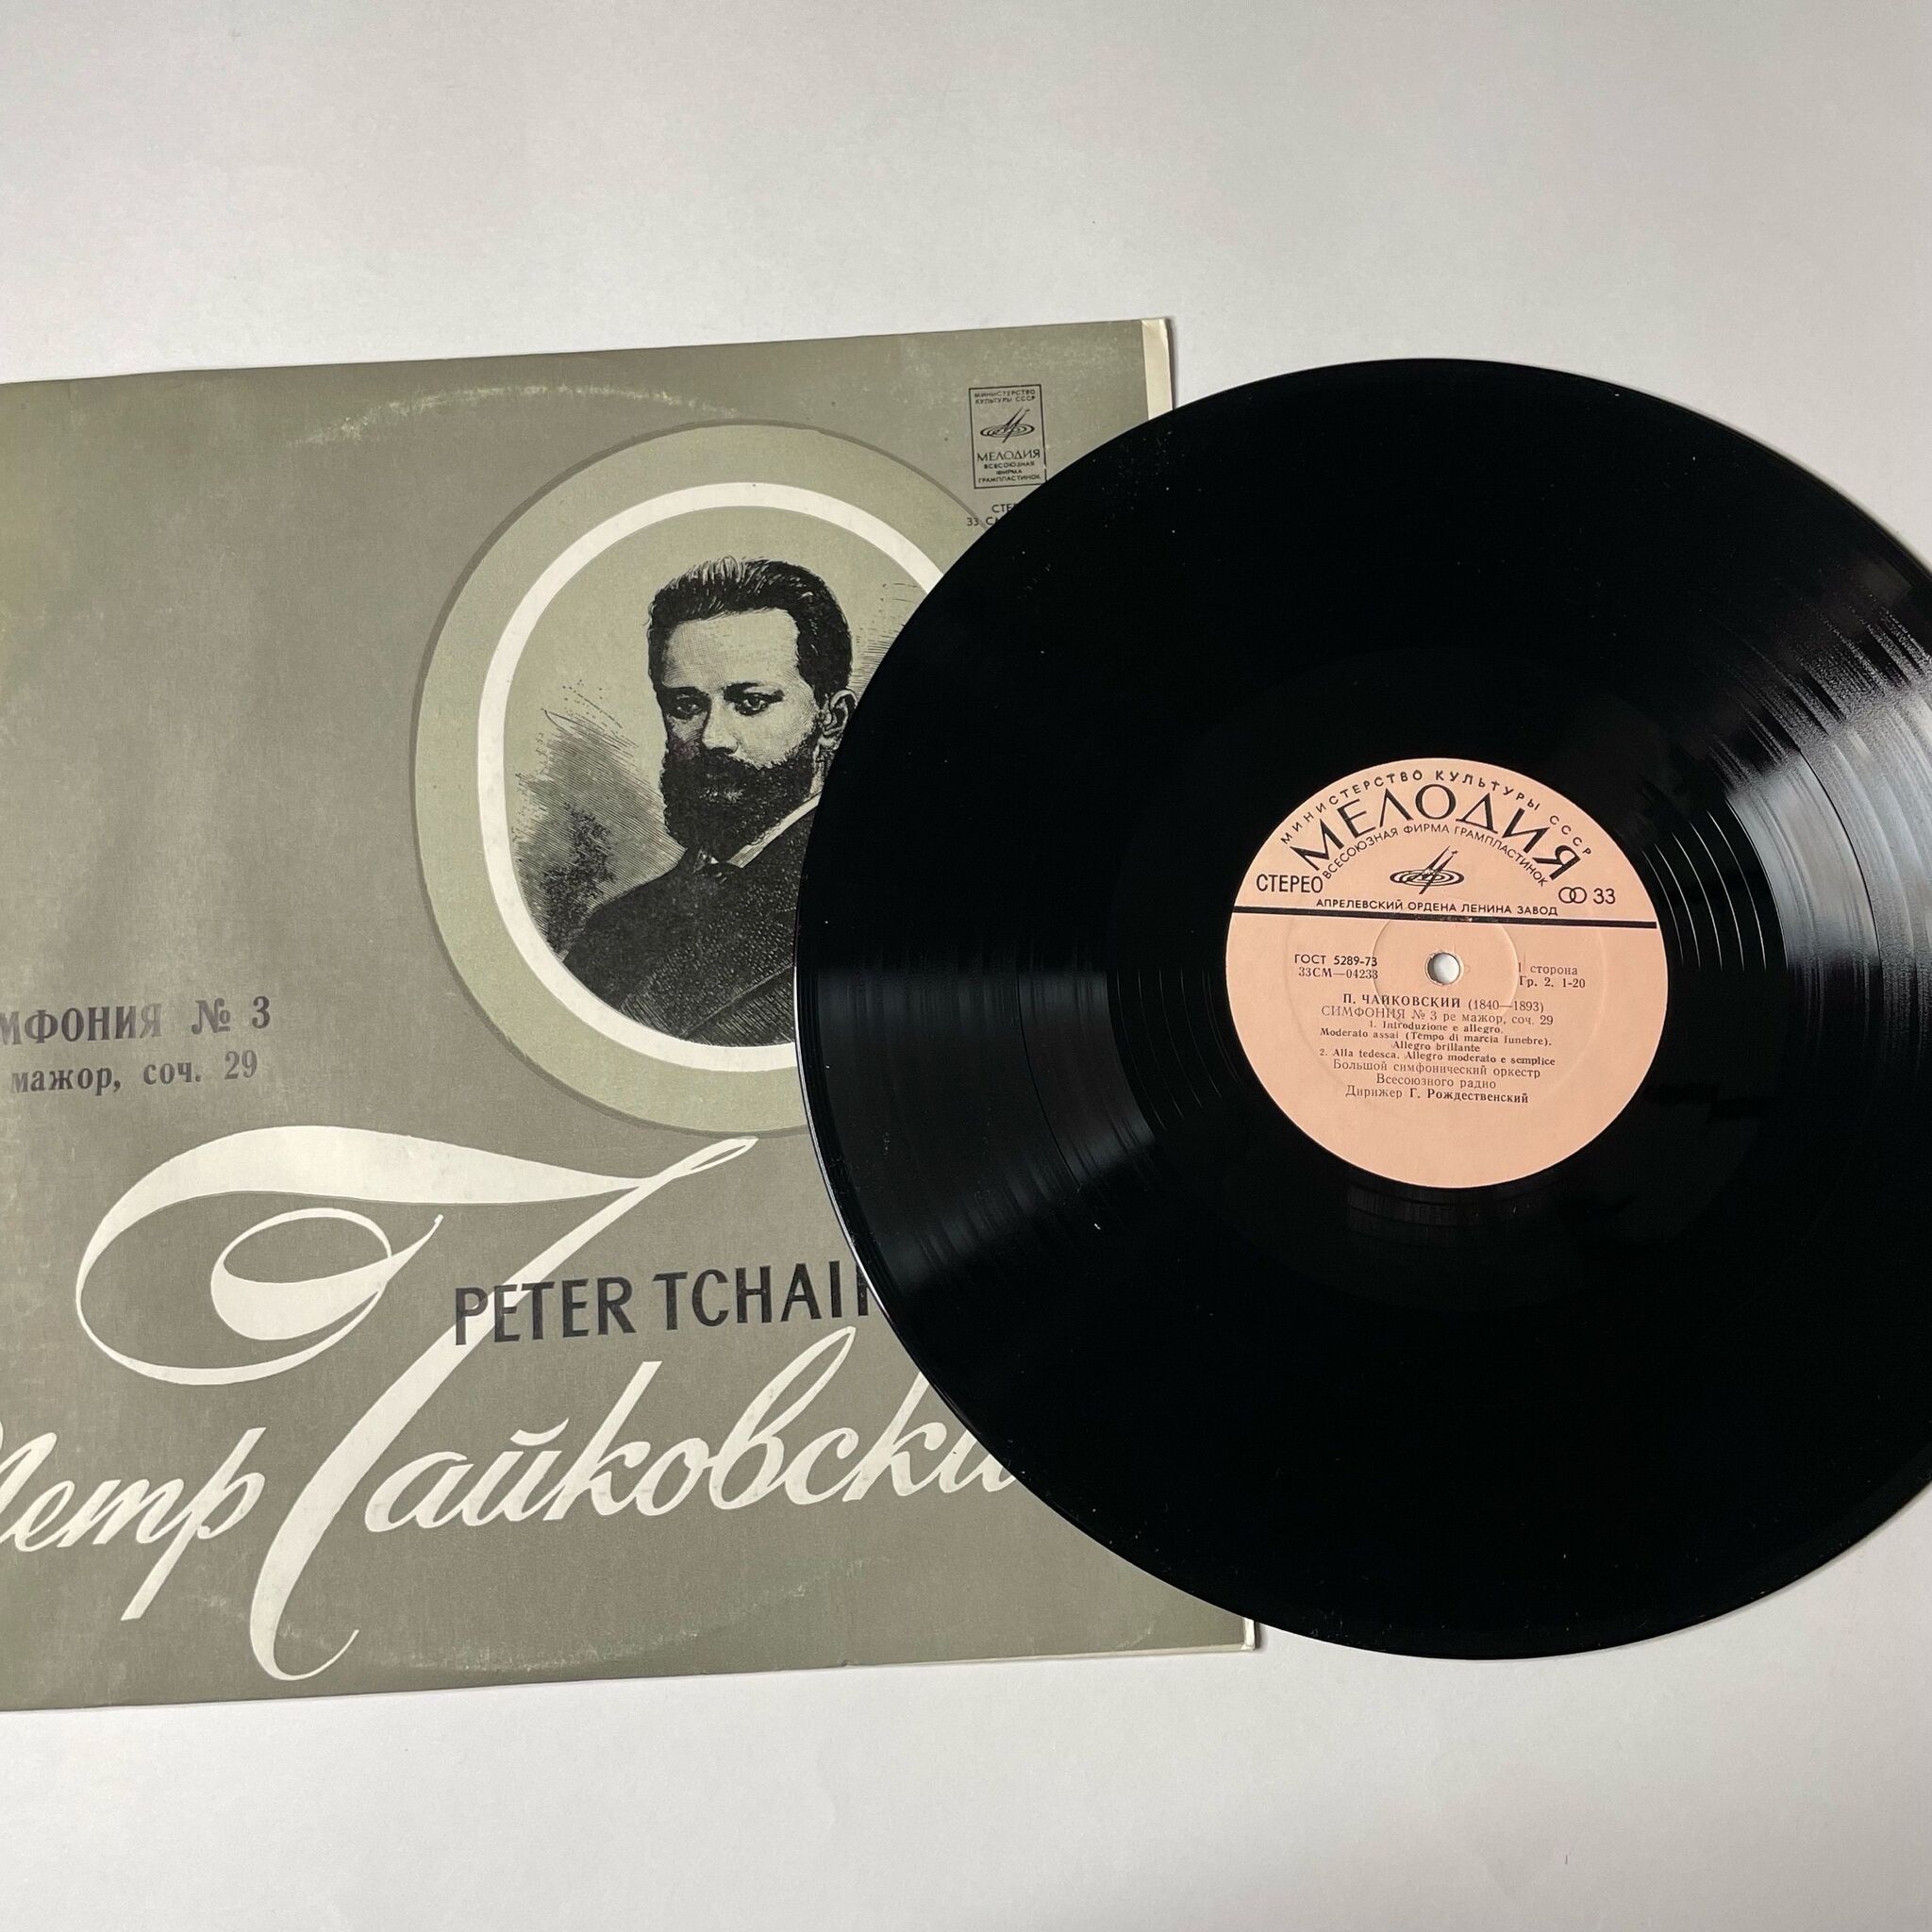 МИНИСТЕРСТВО
КУЛЬТУРЫ СССР
МЕЛОДИЯ
ВСЕСОЮЗНАЯ
ФИРМА
ГРАМПЛАСТИНОК
33
МФОНИЯ № 3
мажор, соч. 29
PETER TCHAI
Петр Чайковски
МИНИСТЕРСТВО КУЛЬТУРЫ СССР
МЕЛОДИЯ
ВСЕСОЮЗНАЯ ФИРМА ГРАМПЛАСТИНОК
СТЕРЕО 33
АПРЕЛЕВСКИЙ ОРДЕНА ЛЕНИНА ЗАВОД
ГОСТ 5289-73
33СМ—04233
1 сторона
Гр. 2. 1-20
П. ЧАЙКОВСКИЙ (1840—1893)
СИМФОНИЯ № 3 ре мажор, соч. 29
1. Introduzione e allegro.
Moderato assai (Tempo di marcia funebre).
Allegro brillante
2. Alla tedesca. Allegro moderato e semplice
Большой симфонический оркестр
Всесоюзного радио
Дирижер Г. Рождественский